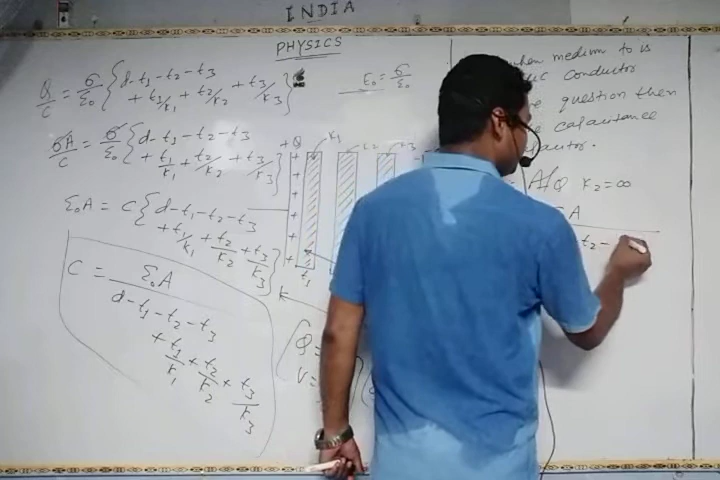 INDIA
PHYSICS
Q/C = σ/ε₀ { d-t₁-t₂-t₃
+ t₁/K₁ + t₂/K₂ + t₃/K₃ }
σA/C = σ/ε₀ { d-t₁-t₂-t₃
+ t₁/K₁ + t₂/K₂ + t₃/K₃ }
ε₀A = C { d-t₁-t₂-t₃
+ t₁/K₁ + t₂/K₂ + t₃/K₃ }
C = ε₀A / d-t₁-t₂-t₃
+ t₁/K₁ + t₂/K₂ + t₃/K₃
E₀ = σ/ε₀
+Q
K₁
+
+
+
+
+
+
t₁
Q =
V =
when medium to is
Conductor
question then
A/Q K₂ = ∞
A
t₂ -